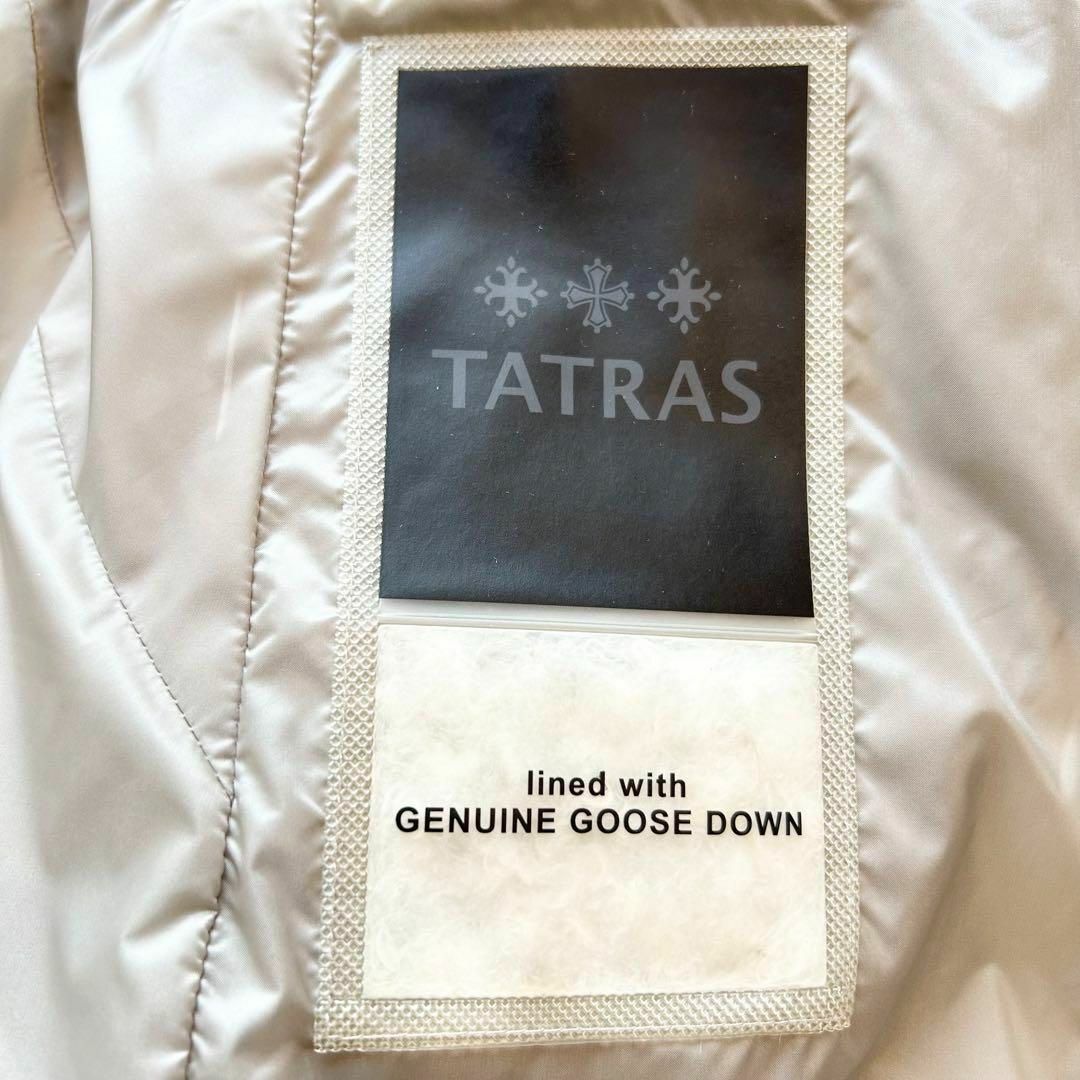 TATRAS
lined with
GENUINE GOOSE DOWN